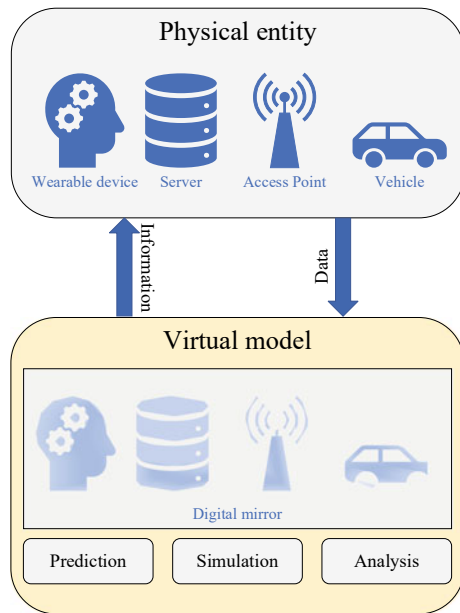 Physical entity
Wearable device
Server
Access Point
Vehicle
Information
Data
Virtual model
Digital mirror
Prediction
Simulation
Analysis